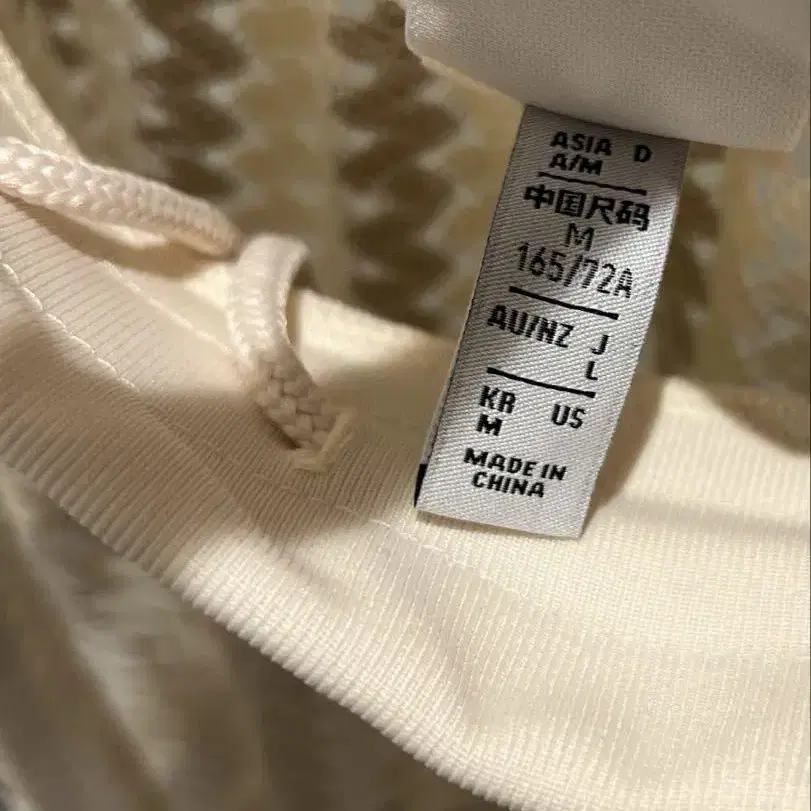 ASIA D
A/M
中国尺码
M
165/72A
AU/NZ J
L
KR US
M
MADE IN
CHINA